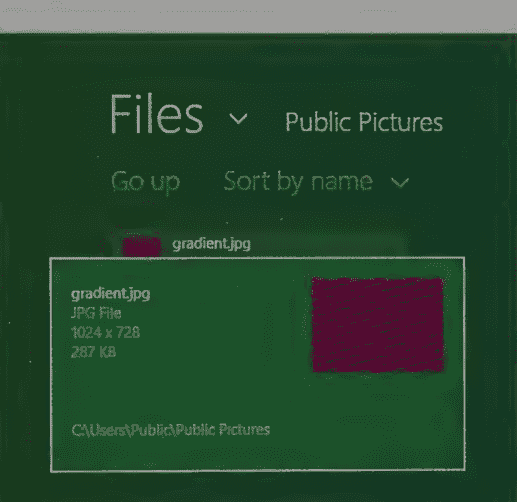 Files Public Pictures
Go up Sort by name
gradient.jpg
gradient.jpg
JPG File
1024 x 728
287 KB
C:\Users\Public\Public Pictures